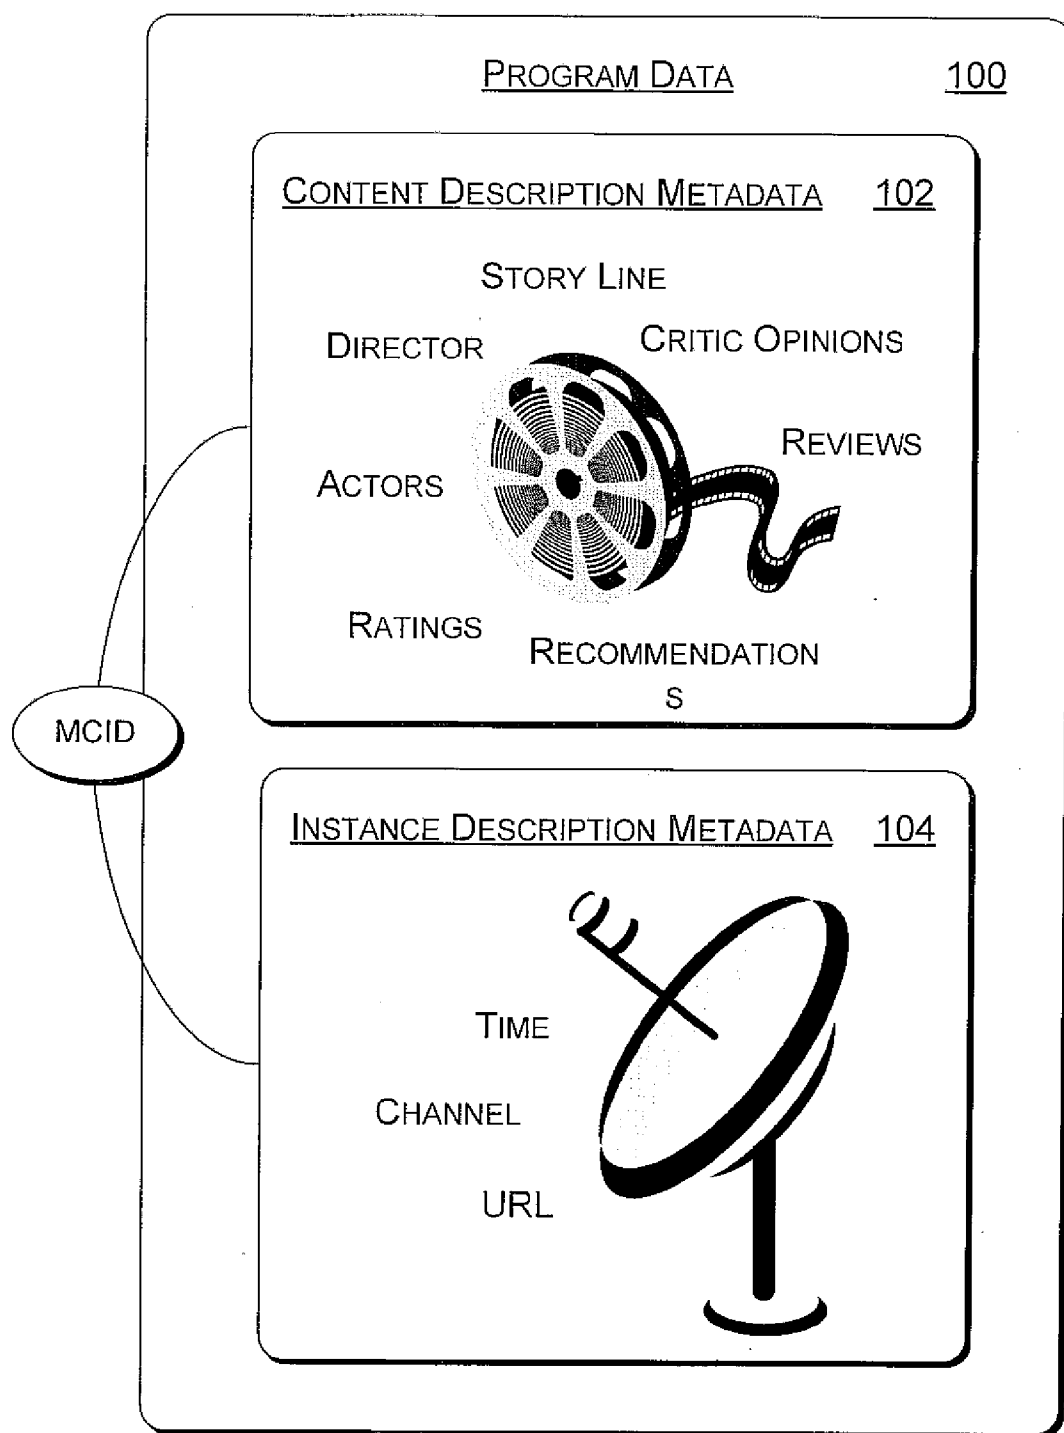 PROGRAM DATA 100
CONTENT DESCRIPTION METADATA 102
STORY LINE
DIRECTOR
CRITIC OPINIONS
REVIEWS
ACTORS
RATINGS
RECOMMENDATION
S
MCID
INSTANCE DESCRIPTION METADATA 104
TIME
CHANNEL
URL